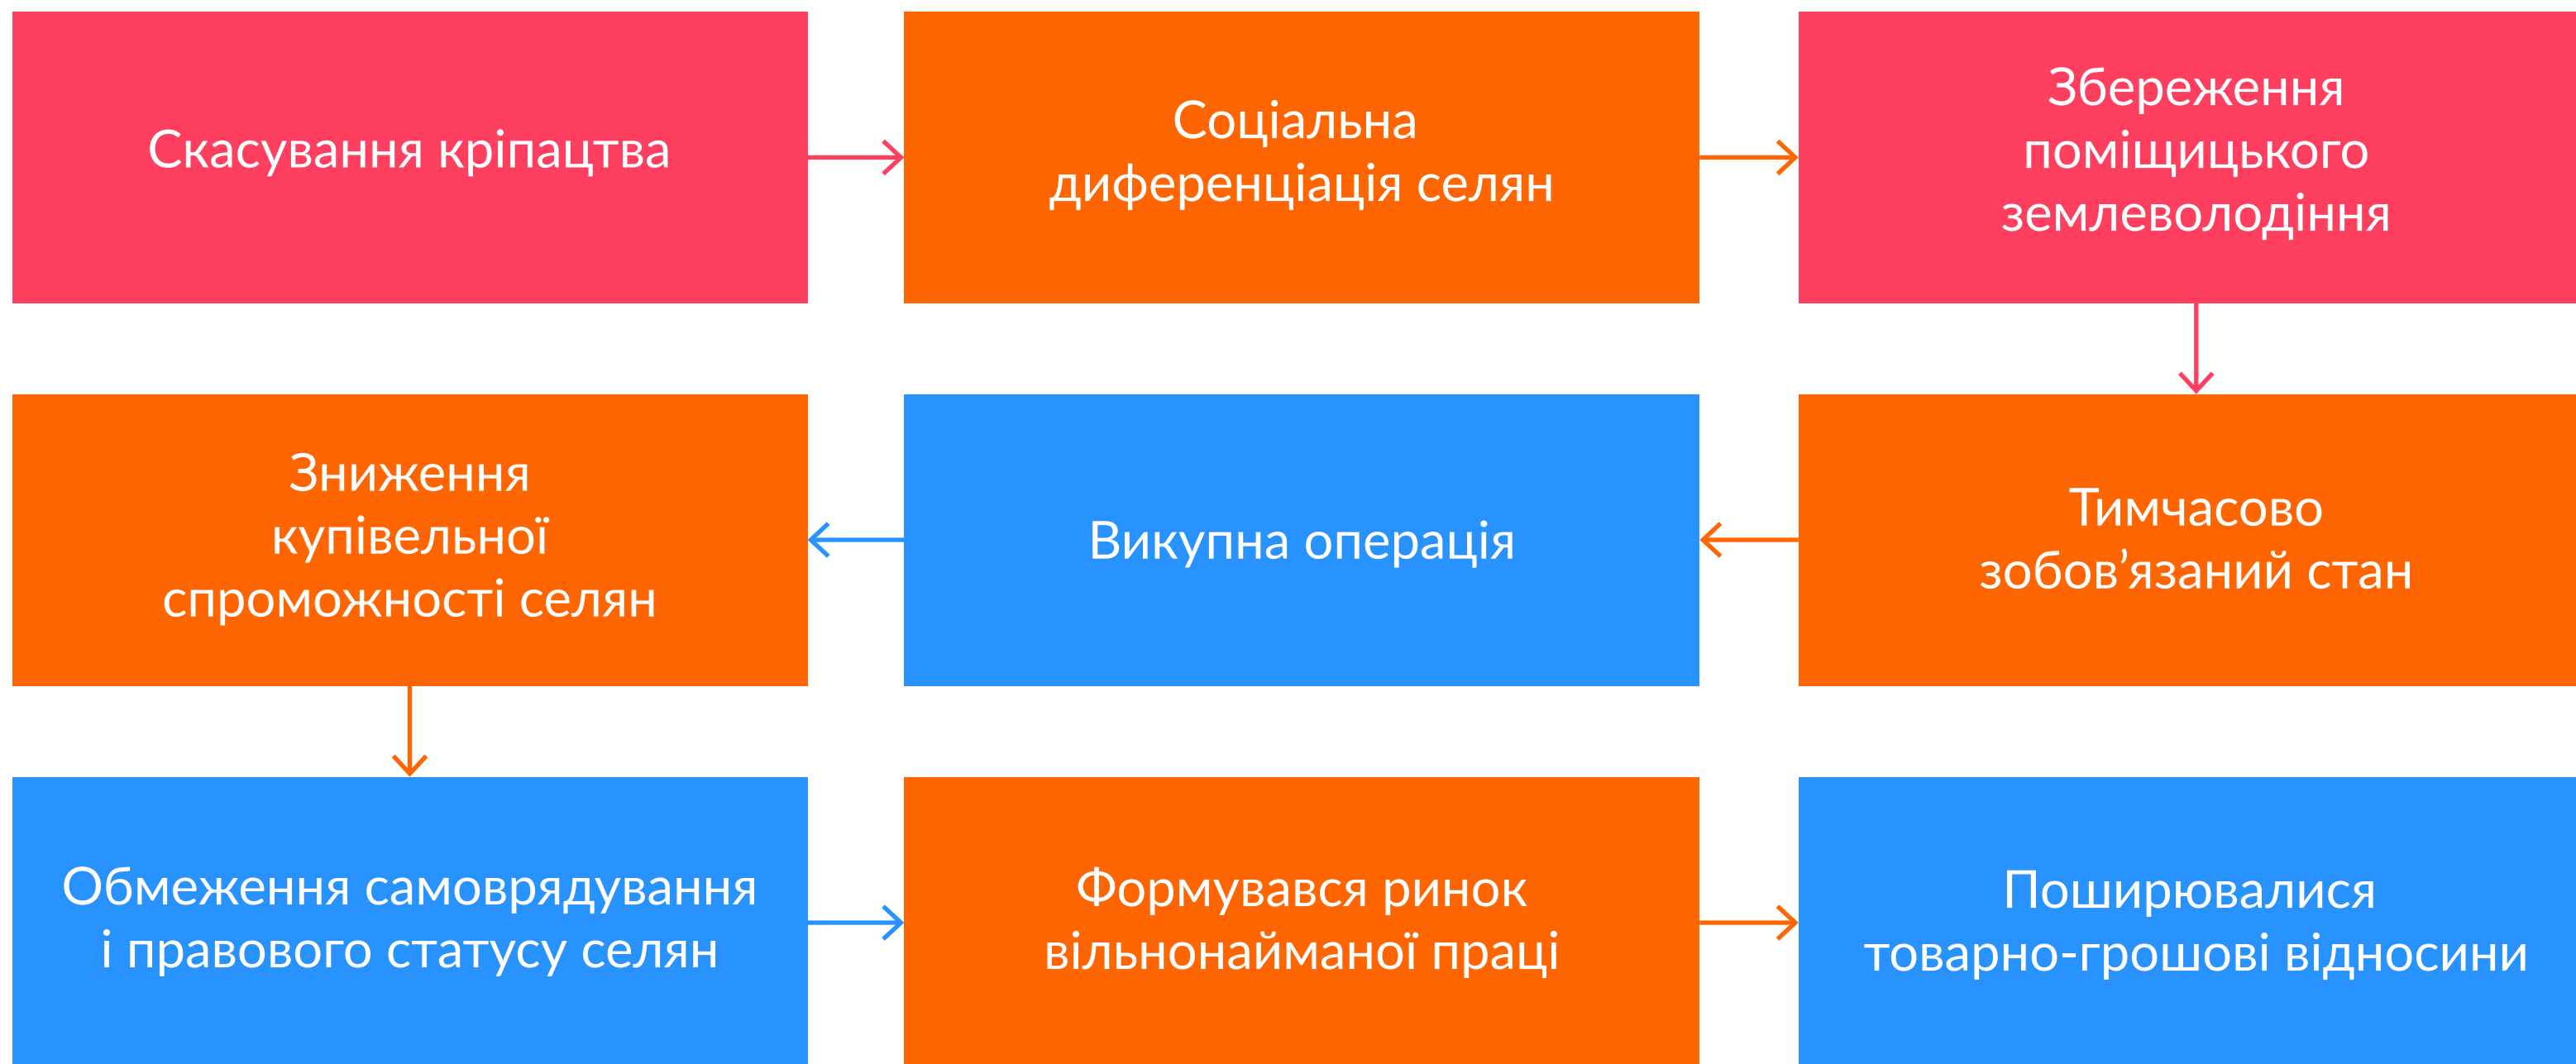 Скасування кріпацтва
Соціальна
диференціація селян
Збереження
поміщицького
землеволодіння
Тимчасово
зобов’язаний стан
Викупна операція
Зниження
купівельної
спроможності селян
Обмеження самоврядування
і правового статусу селян
Формувався ринок
вільнонайманої праці
Поширювалися
товарно-грошові відносини